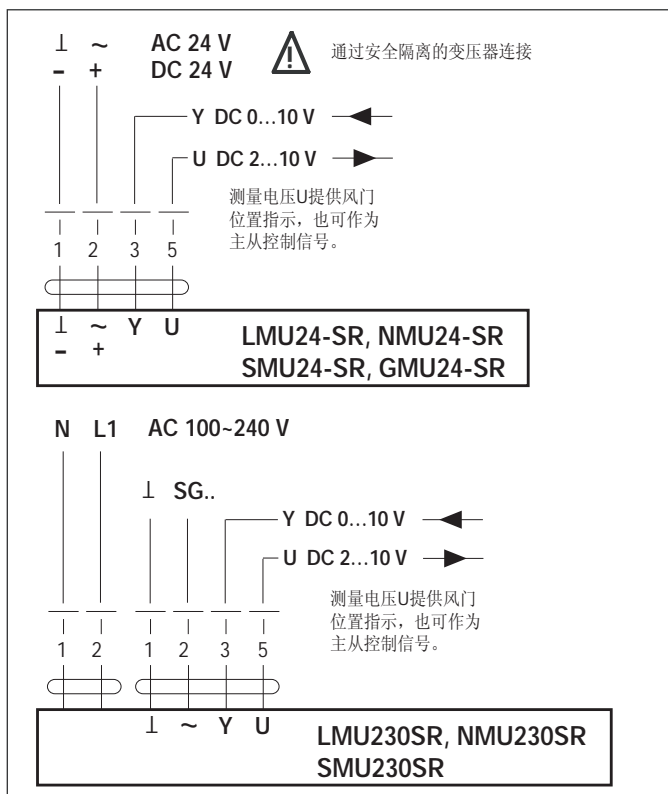 ⊥ ~ AC 24 V
- + DC 24 V
通过安全隔离的变压器连接
Y DC 0...10 V
U DC 2...10 V
测量电压U提供风门
位置指示，也可作为
主从控制信号。
1 2 3 5
⊥ ~ Y U
- +
LMU24-SR, NMU24-SR
SMU24-SR, GMU24-SR
N L1 AC 100~240 V
⊥ SG..
Y DC 0...10 V
U DC 2...10 V
测量电压U提供风门
位置指示，也可作为
主从控制信号。
1 2 1 2 3 5
⊥ ~ Y U
LMU230SR, NMU230SR
SMU230SR